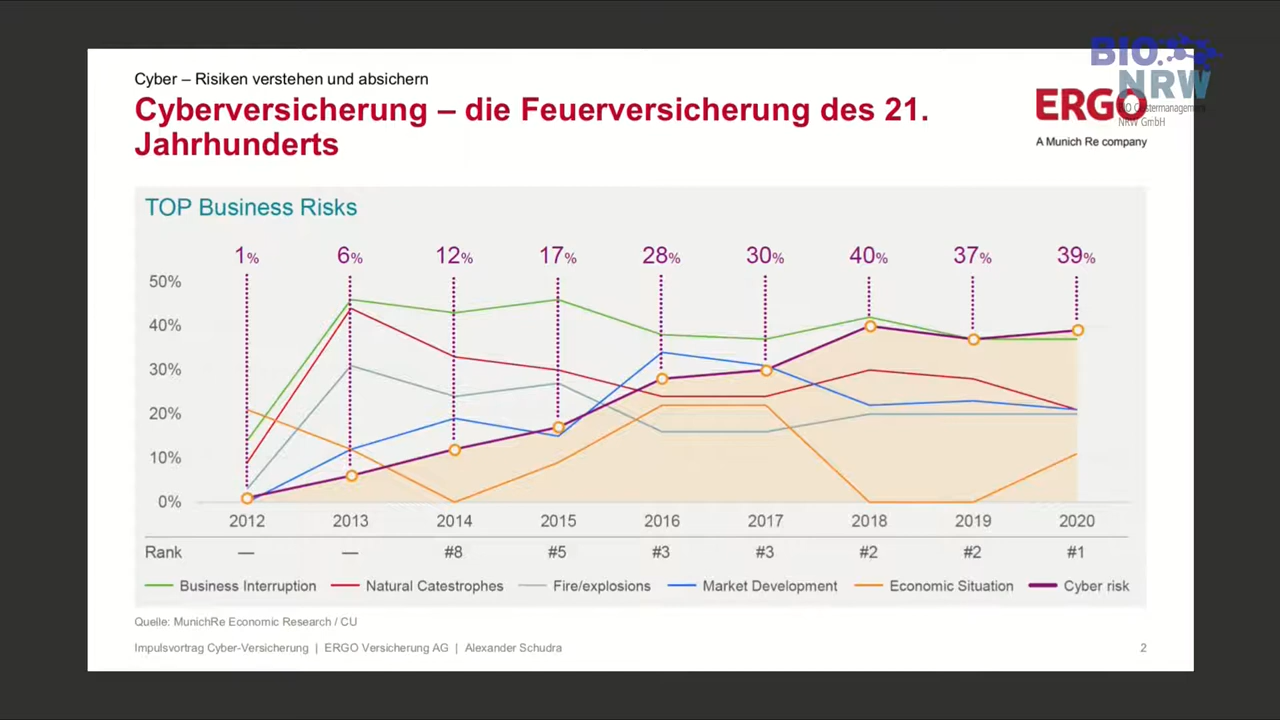 Cyber – Risiken verstehen und absichern
Cyberversicherung – die Feuerversicherung des 21.
Jahrhunderts
BIO.
NRW
ERGO
NRW GmbH
A Munich Re company
TOP Business Risks
1% 6% 12% 17% 28% 30% 40% 37% 39%
50%
40%
30%
20%
10%
0%
2012 2013 2014 2015 2016 2017 2018 2019 2020
Rank — — #8 #5 #3 #3 #2 #2 #1
Business Interruption Natural Catestrophes Fire/explosions Market Development Economic Situation Cyber risk
Quelle: MunichRe Economic Research / CU
Impulsvortrag Cyber-Versicherung | ERGO Versicherung AG | Alexander Schudra 2